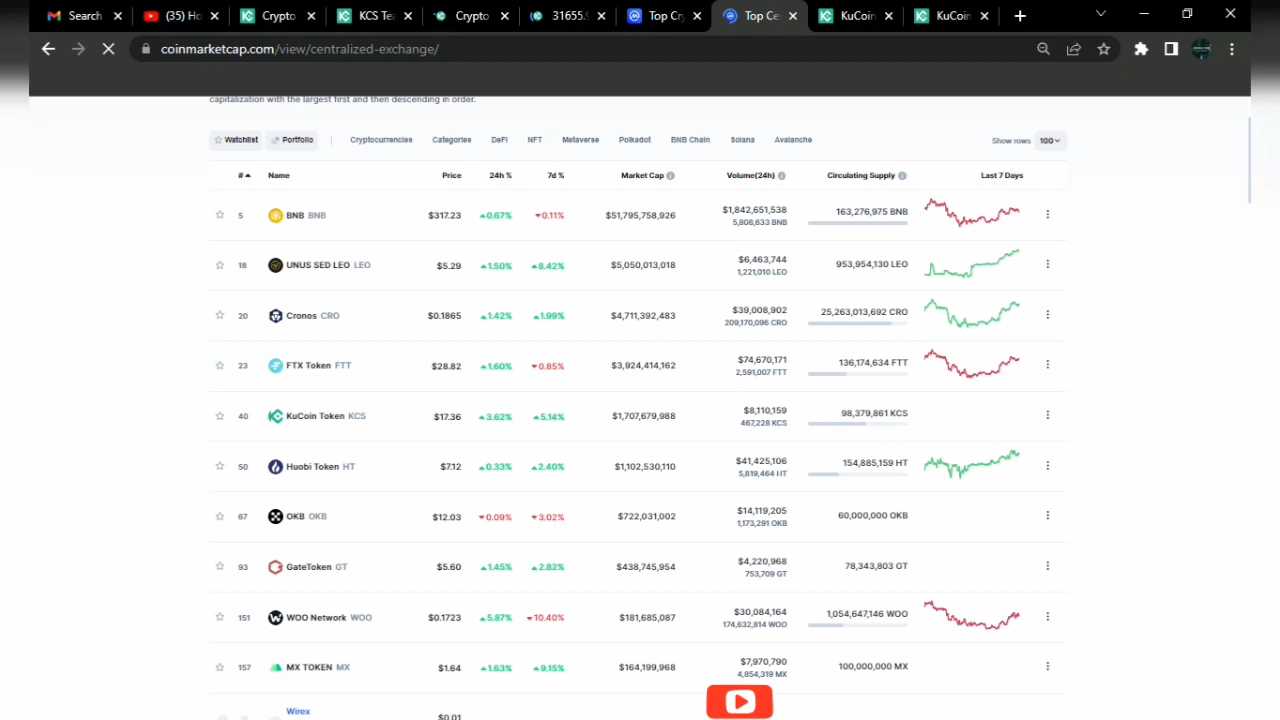 Search
(35) Ho
Crypto
KCS Te
Crypto
31655.
Top Cry
Top Ce
KuCoin
KuCoin
coinmarketcap.com/view/centralized-exchange/
capitalization with the largest first and then descending in order.
Watchlist Portfolio Cryptocurrencies Categories DeFi NFT Metaverse Polkadot BNB Chain Solana Avalanche Show rows 100
# Name Price 24h % 7d % Market Cap Volume(24h) Circulating Supply Last 7 Days
5 BNB BNB $317.23 0.67% 0.11% $51,795,758,926 $1,842,651,538 163,276,975 BNB
5,808,633 BNB
18 UNUS SED LEO LEO $5.29 1.50% 8.42% $5,050,013,018 $6,463,744 953,954,130 LEO
1,221,010 LEO
20 Cronos CRO $0.1865 1.42% 1.99% $4,711,392,483 $39,008,902 25,263,013,692 CRO
209,170,096 CRO
23 FTX Token FTT $28.82 1.60% 0.85% $3,924,414,162 $74,670,171 136,174,634 FTT
2,591,007 FTT
40 KuCoin Token KCS $17.36 3.62% 5.14% $1,707,679,988 $8,110,159 98,379,861 KCS
467,228 KCS
50 Huobi Token HT $7.12 0.33% 2.40% $1,102,530,110 $41,425,106 154,885,159 HT
5,819,464 HT
67 OKB OKB $12.03 0.09% 3.02% $722,031,002 $14,119,205 60,000,000 OKB
1,173,291 OKB
93 GateToken GT $5.60 1.45% 2.82% $438,745,954 $4,220,968 78,343,803 GT
753,709 GT
151 WOO Network WOO $0.1723 5.87% 10.40% $181,685,087 $30,084,164 1,054,647,146 WOO
174,632,814 WOO
157 MX TOKEN MX $1.64 1.63% 9.15% $164,199,968 $7,970,790 100,000,000 MX
4,854,319 MX
Wirex $0.01